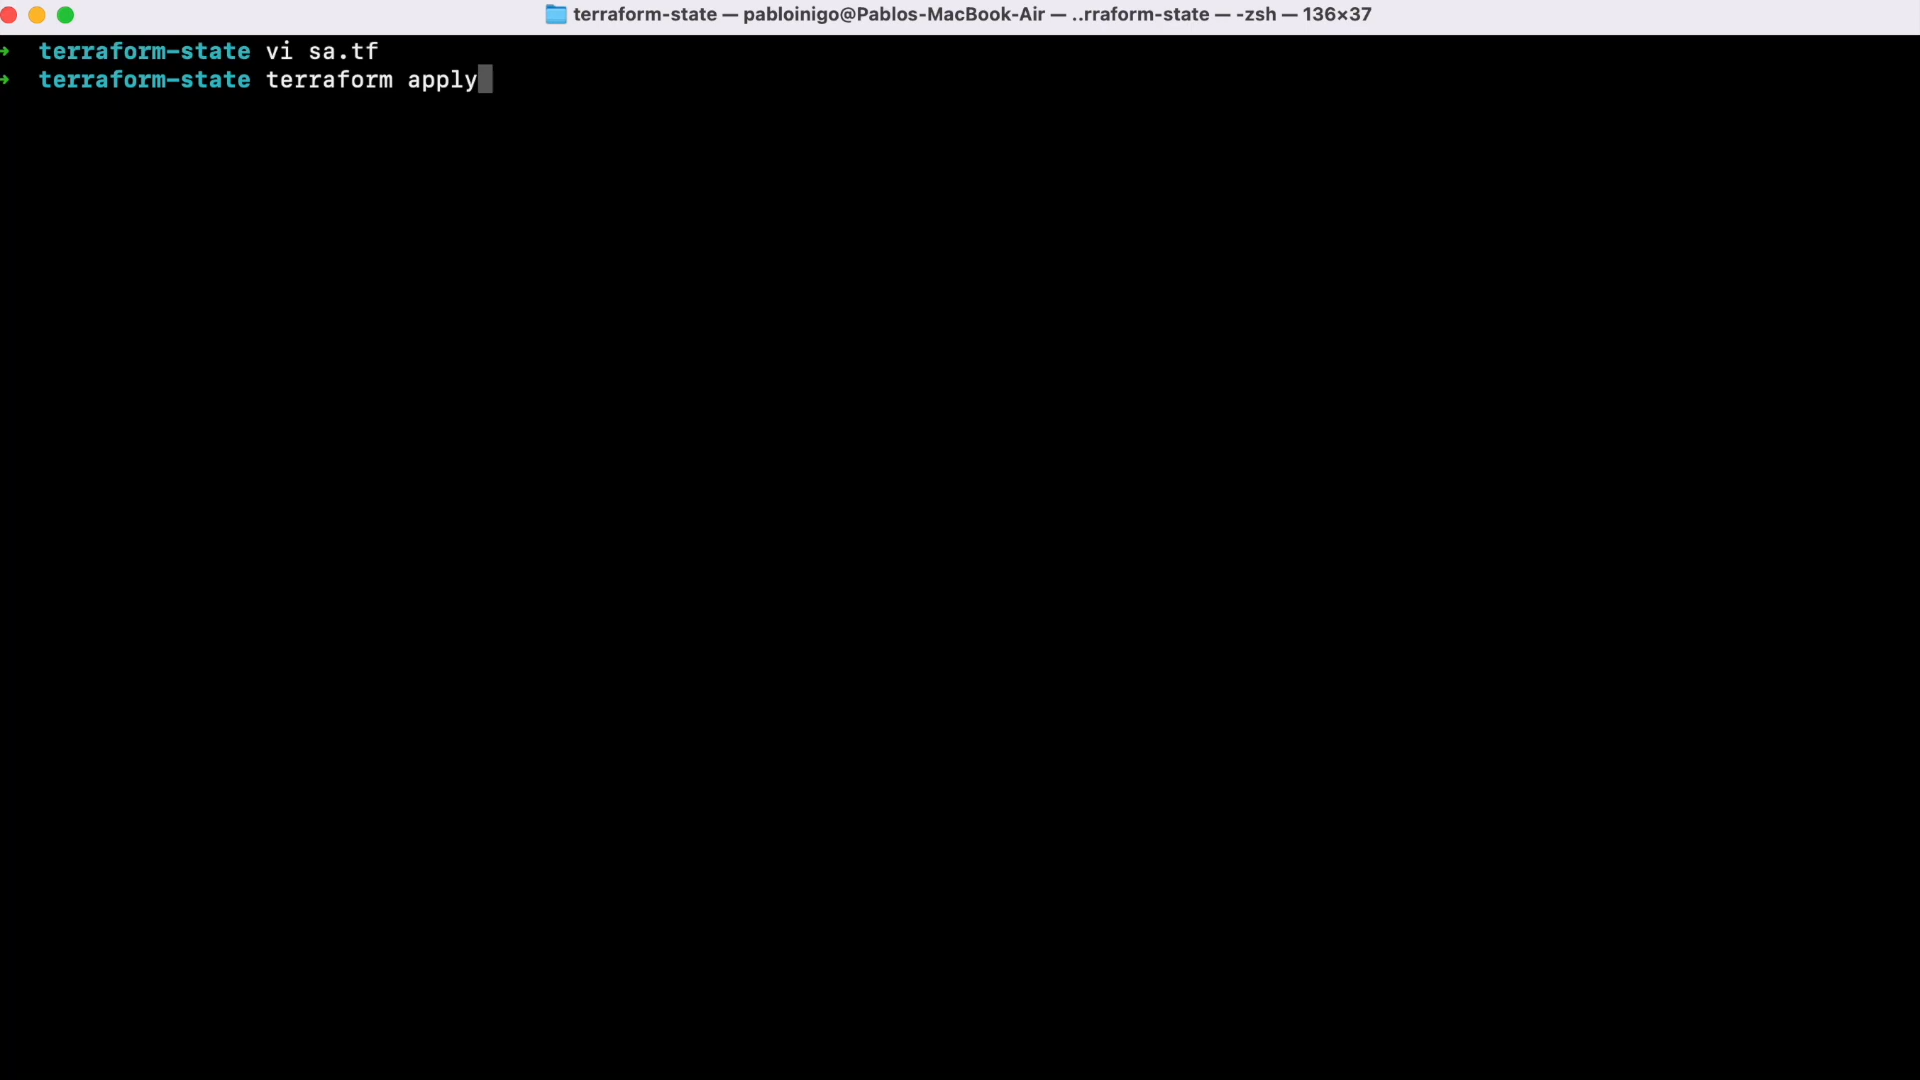 terraform-state — pabloinigo@Pablos-MacBook-Air — ..rraform-state — -zsh — 136×37
→ terraform-state vi sa.tf
→ terraform-state terraform apply